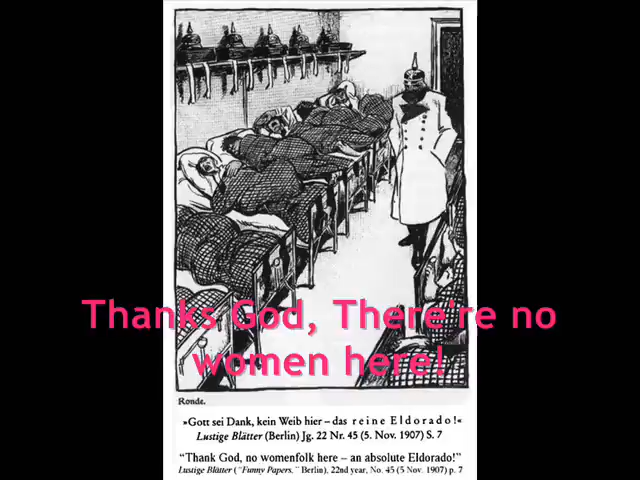 Thanks God, There're no
women here!
Ronde.
»Gott sei Dank, kein Weib hier – das reine Eldorado!«
Lustige Blätter (Berlin) Jg. 22 Nr. 45 (5. Nov. 1907) S. 7
"Thank God, no womenfolk here – an absolute Eldorado!"
Lustige Blätter ("Funny Papers," Berlin), 22nd year, No. 45 (5 Nov. 1907) p. 7